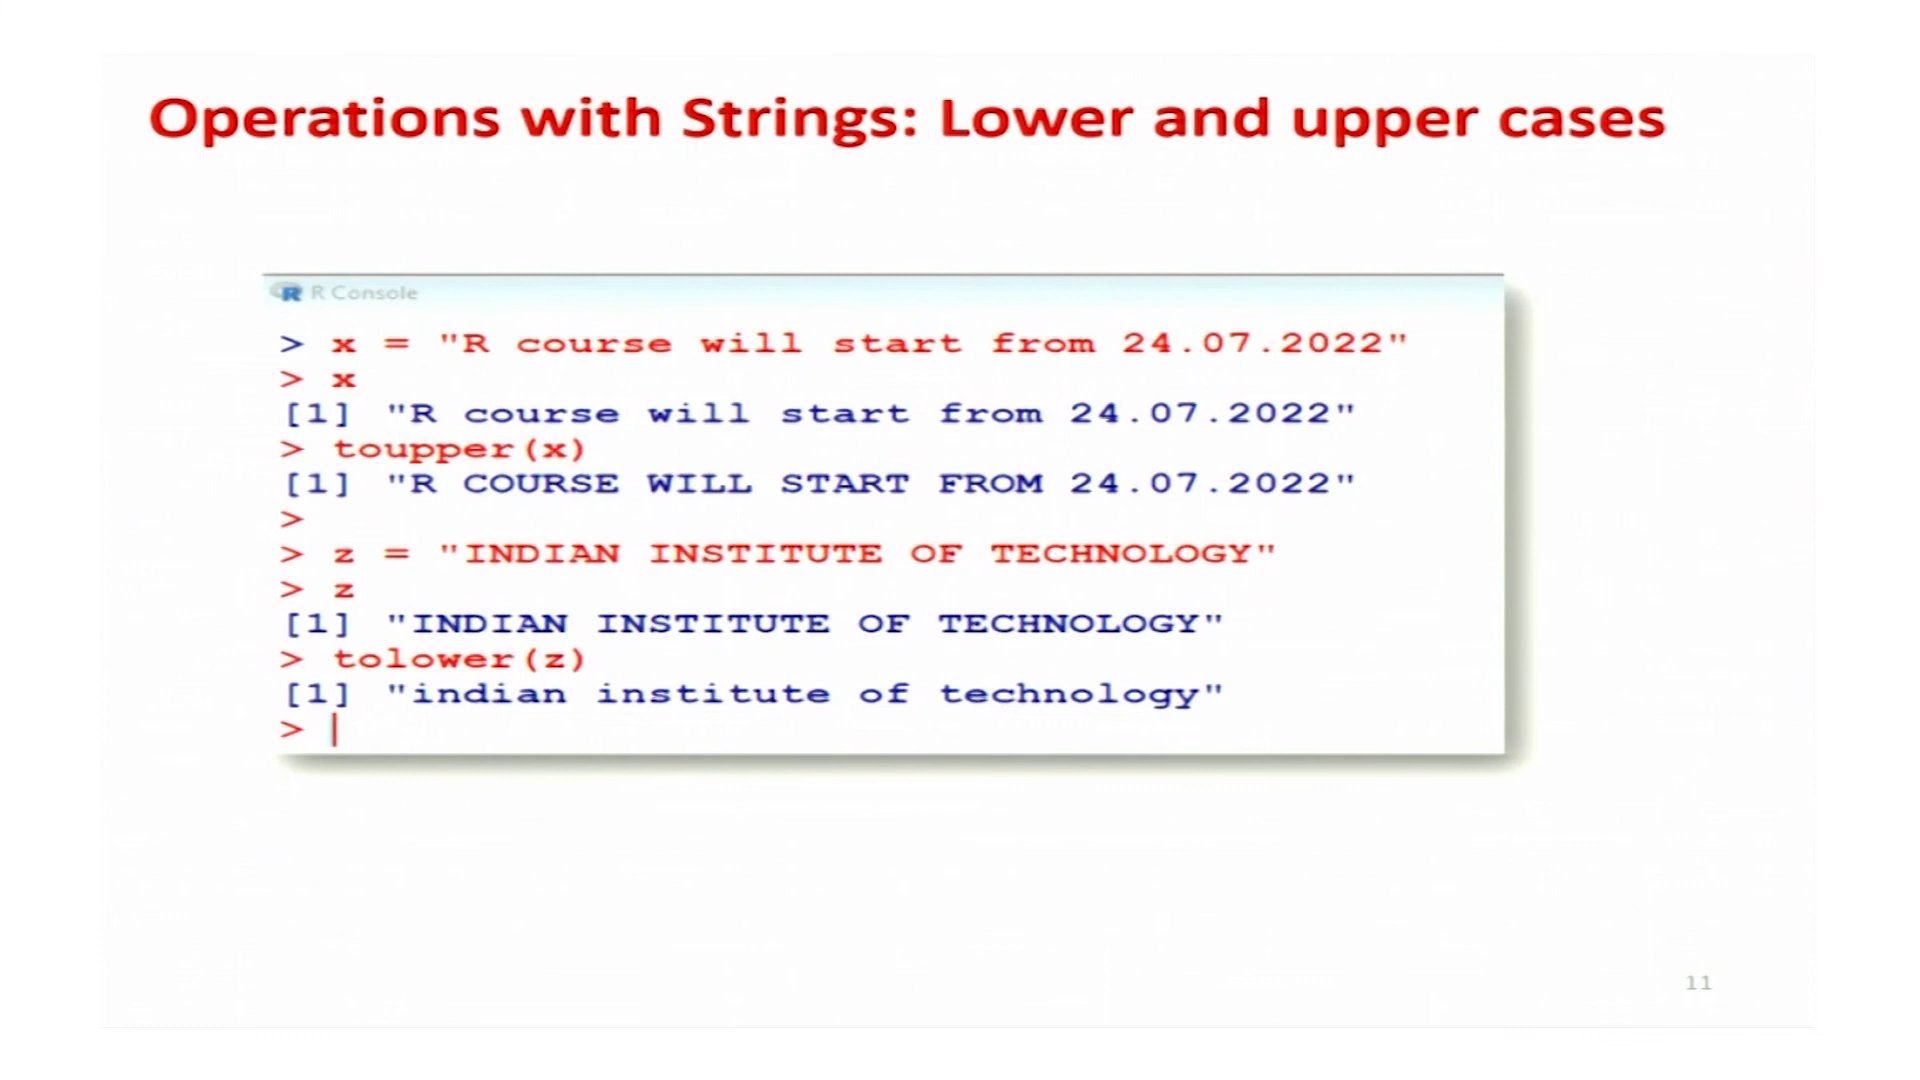 Operations with Strings: Lower and upper cases
R Console
> x = "R course will start from 24.07.2022"
> x
[1] "R course will start from 24.07.2022"
> toupper(x)
[1] "R COURSE WILL START FROM 24.07.2022"
>
> z = "INDIAN INSTITUTE OF TECHNOLOGY"
> z
[1] "INDIAN INSTITUTE OF TECHNOLOGY"
> tolower(z)
[1] "indian institute of technology"
>
11